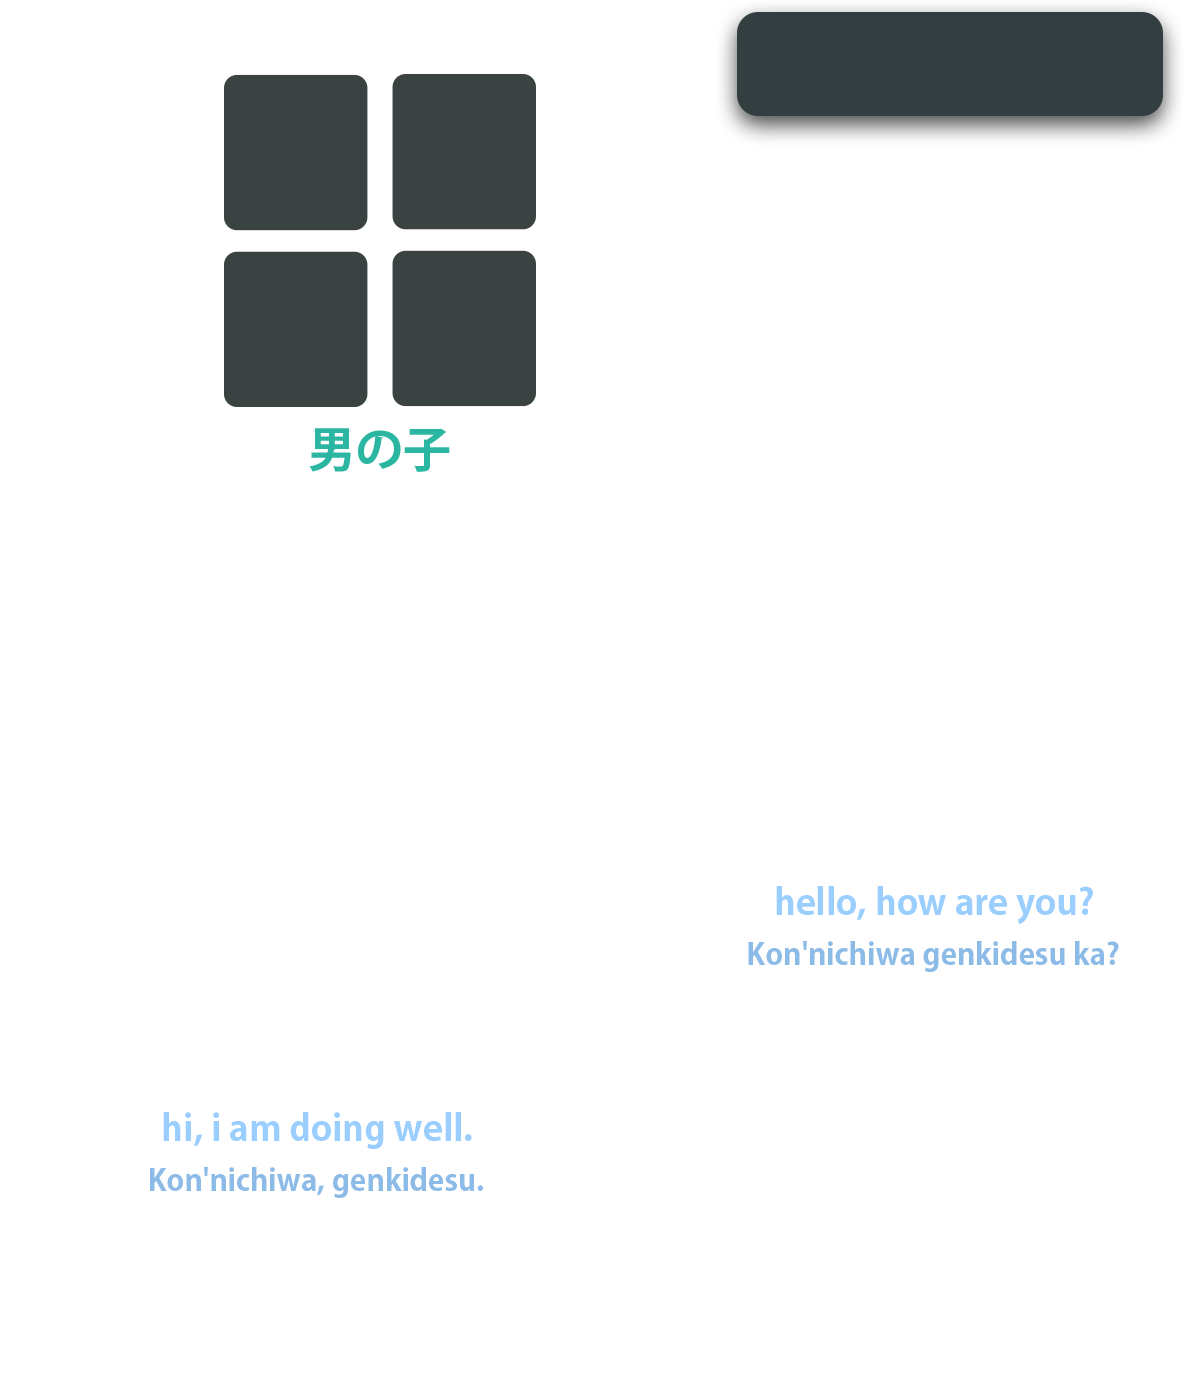 男の子
hello, how are you?
Kon'nichiwa genkidesu ka?
hi, i am doing well.
Kon'nichiwa, genkidesu.